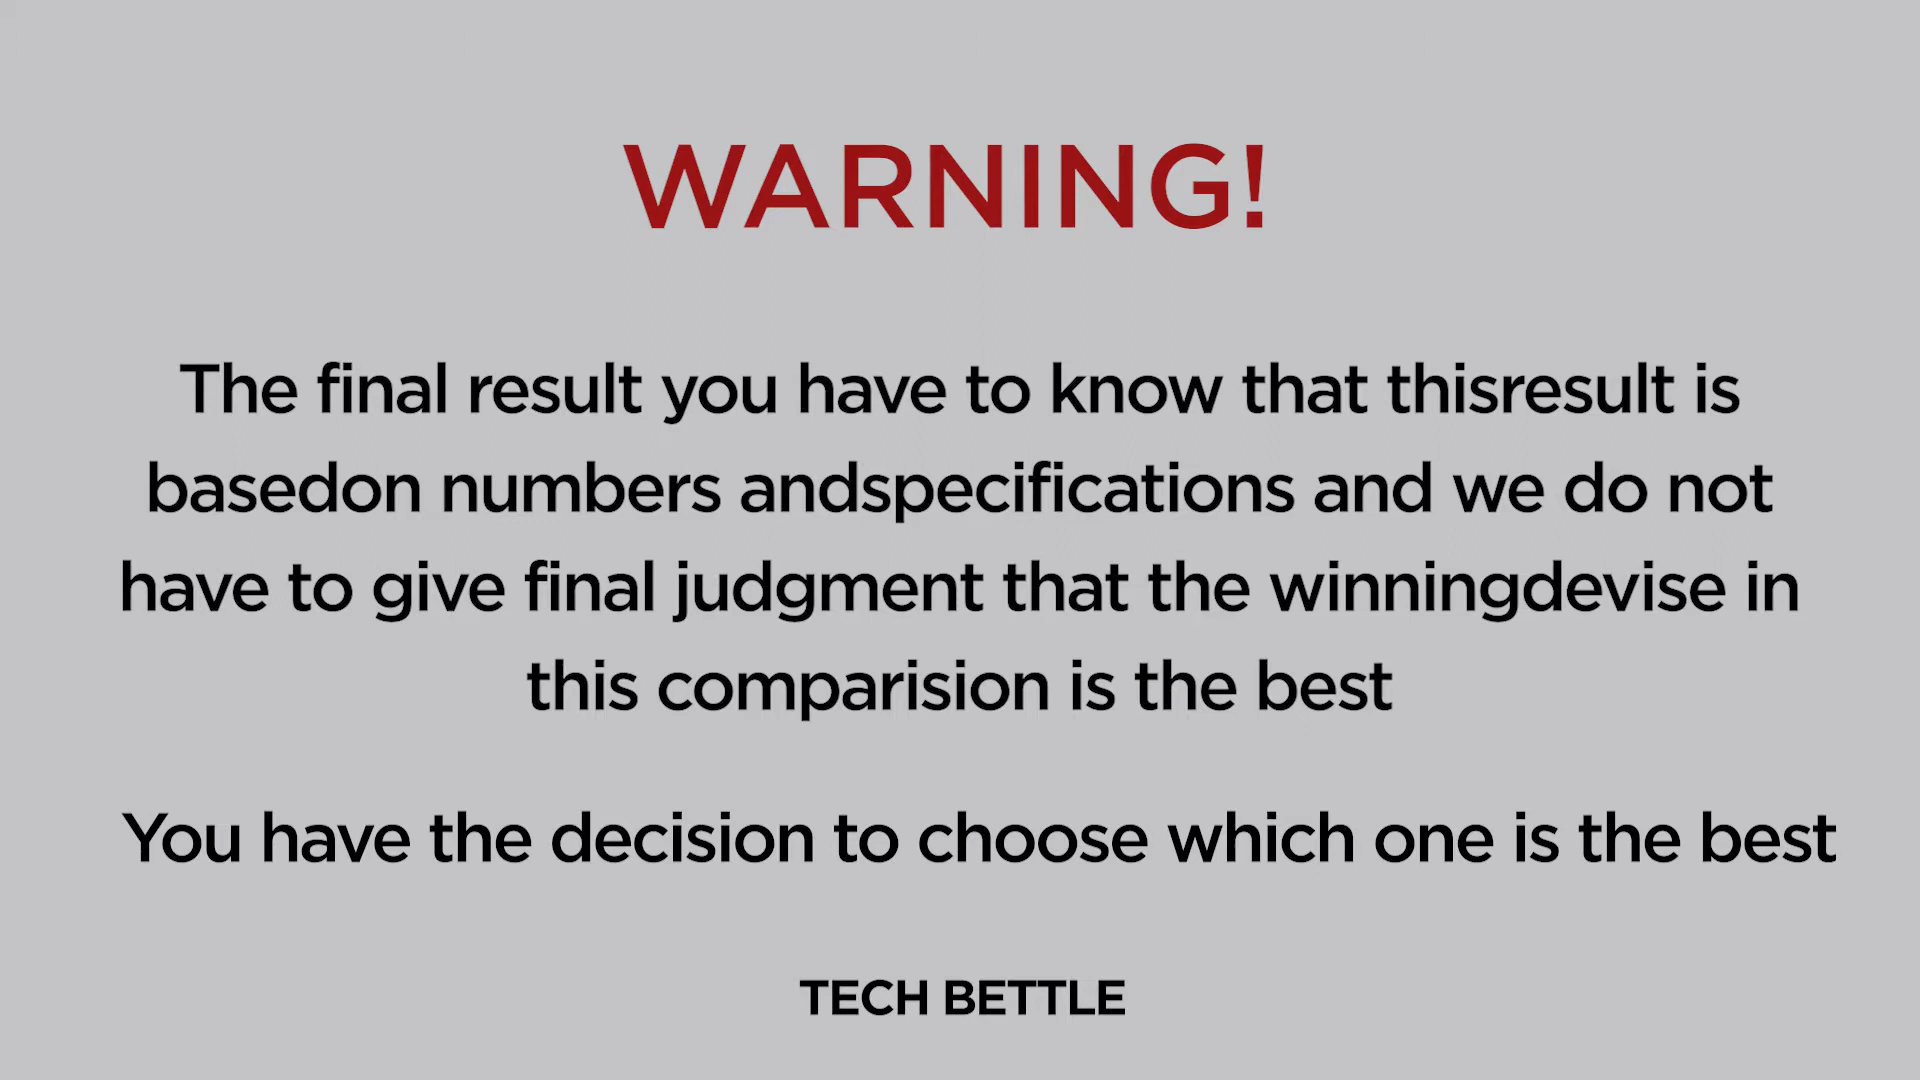 WARNING!
The final result you have to know that thisresult is
basedon numbers andspecifications and we do not
have to give final judgment that the winningdevise in
this comparision is the best
You have the decision to choose which one is the best
TECH BETTLE